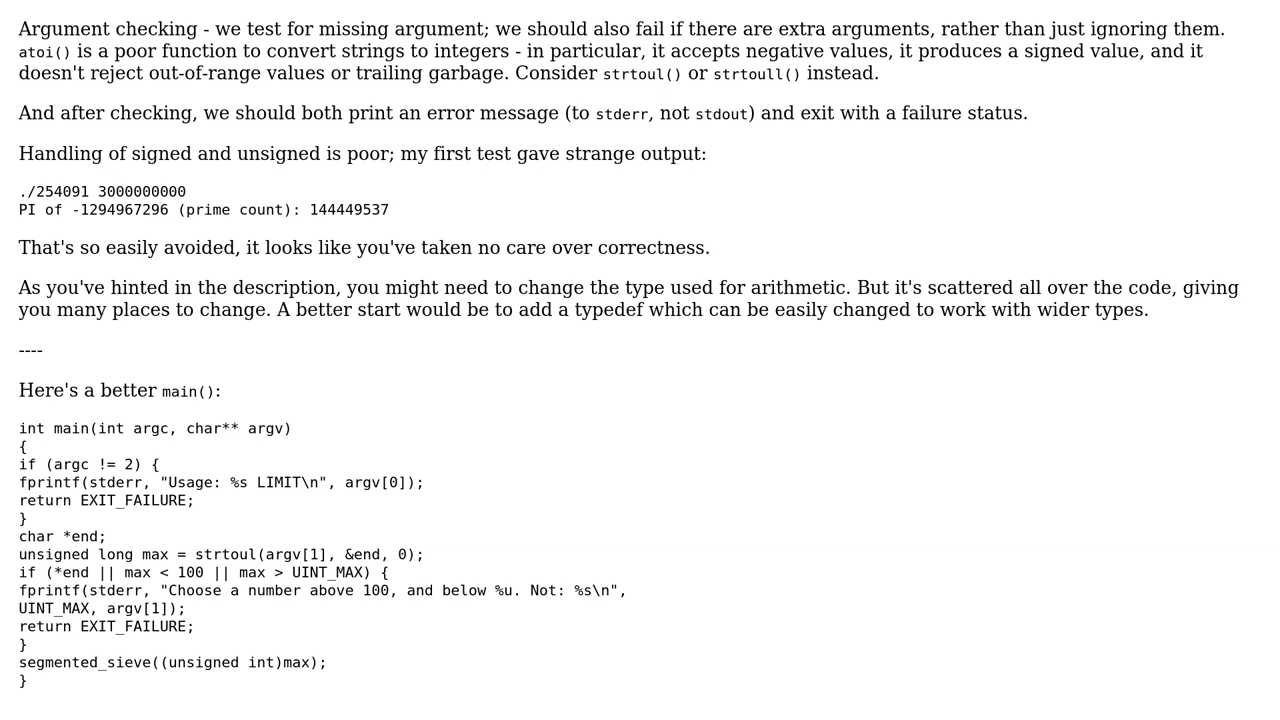 Argument checking - we test for missing argument; we should also fail if there are extra arguments, rather than just ignoring them.
atoi() is a poor function to convert strings to integers - in particular, it accepts negative values, it produces a signed value, and it
doesn't reject out-of-range values or trailing garbage. Consider strtoul() or strtoull() instead.
And after checking, we should both print an error message (to stderr, not stdout) and exit with a failure status.
Handling of signed and unsigned is poor; my first test gave strange output:
./254091 3000000000
PI of -1294967296 (prime count): 144449537
That's so easily avoided, it looks like you've taken no care over correctness.
As you've hinted in the description, you might need to change the type used for arithmetic. But it's scattered all over the code, giving
you many places to change. A better start would be to add a typedef which can be easily changed to work with wider types.
----
Here's a better main():
int main(int argc, char** argv)
{
if (argc != 2) {
fprintf(stderr, "Usage: %s LIMIT\n", argv[0]);
return EXIT_FAILURE;
}
char *end;
unsigned long max = strtoul(argv[1], &end, 0);
if (*end || max < 100 || max > UINT_MAX) {
fprintf(stderr, "Choose a number above 100, and below %u. Not: %s\n",
UINT_MAX, argv[1]);
return EXIT_FAILURE;
}
segmented_sieve((unsigned int)max);
}